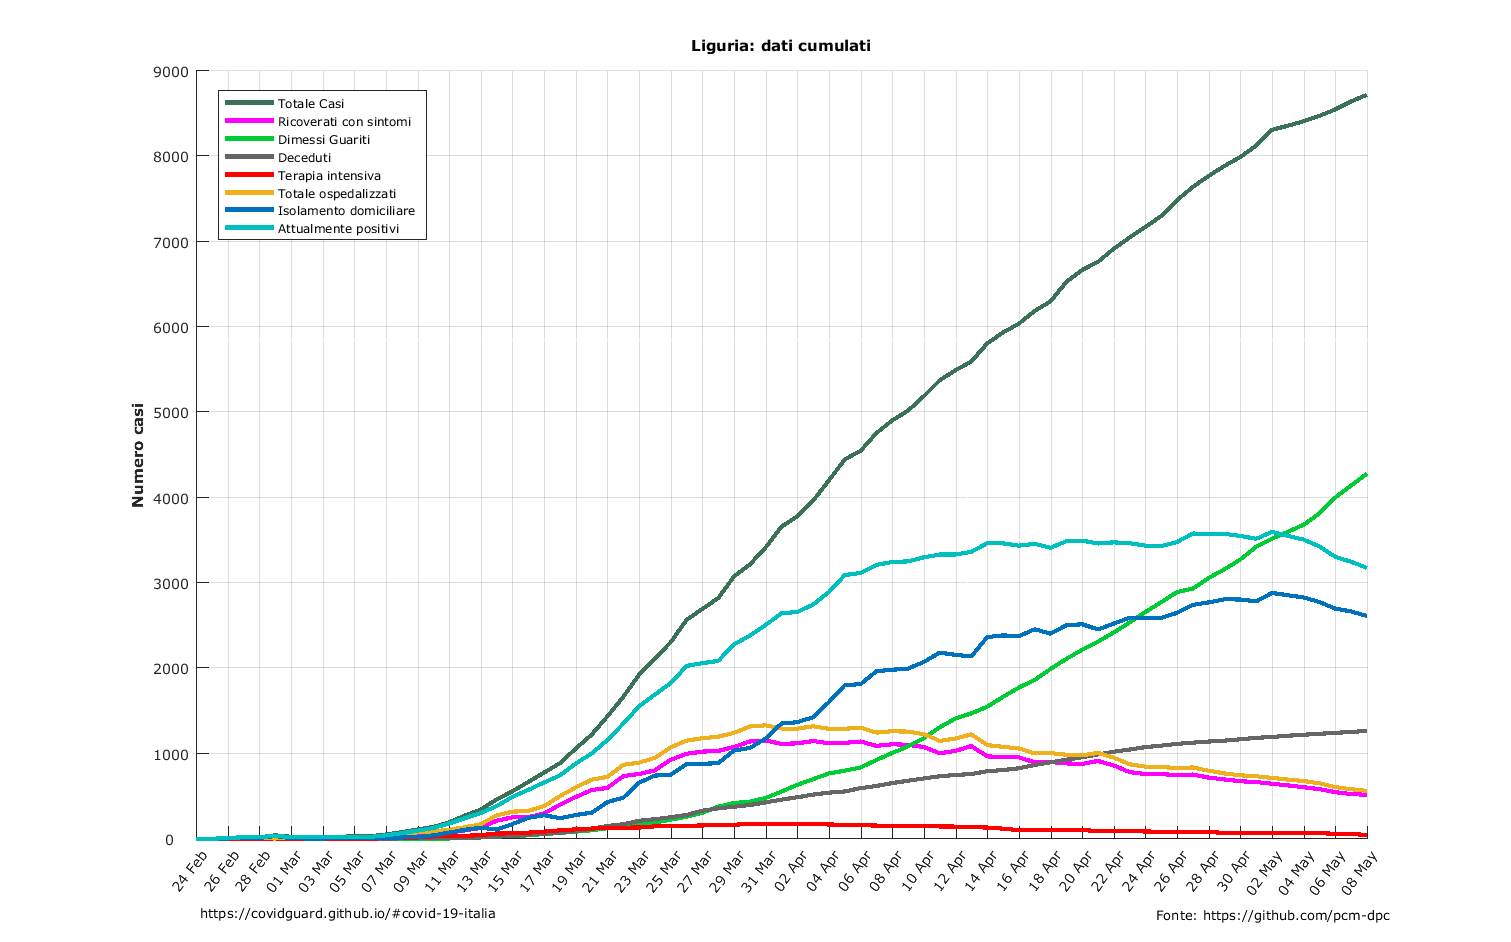 Liguria: dati cumulati
9000
8000
7000
6000
5000
4000
3000
2000
1000
0
Numero casi
Totale Casi
Ricoverati con sintomi
Dimessi Guariti
Deceduti
Terapia intensiva
Totale ospedalizzati
Isolamento domiciliare
Attualmente positivi
24 Feb
26 Feb
28 Feb
01 Mar
03 Mar
05 Mar
07 Mar
09 Mar
11 Mar
13 Mar
15 Mar
17 Mar
19 Mar
21 Mar
23 Mar
25 Mar
27 Mar
29 Mar
31 Mar
02 Apr
04 Apr
06 Apr
08 Apr
10 Apr
12 Apr
14 Apr
16 Apr
18 Apr
20 Apr
22 Apr
24 Apr
26 Apr
28 Apr
30 Apr
02 May
04 May
06 May
08 May
https://covidguard.github.io/#covid-19-italia
Fonte: https://github.com/pcm-dpc